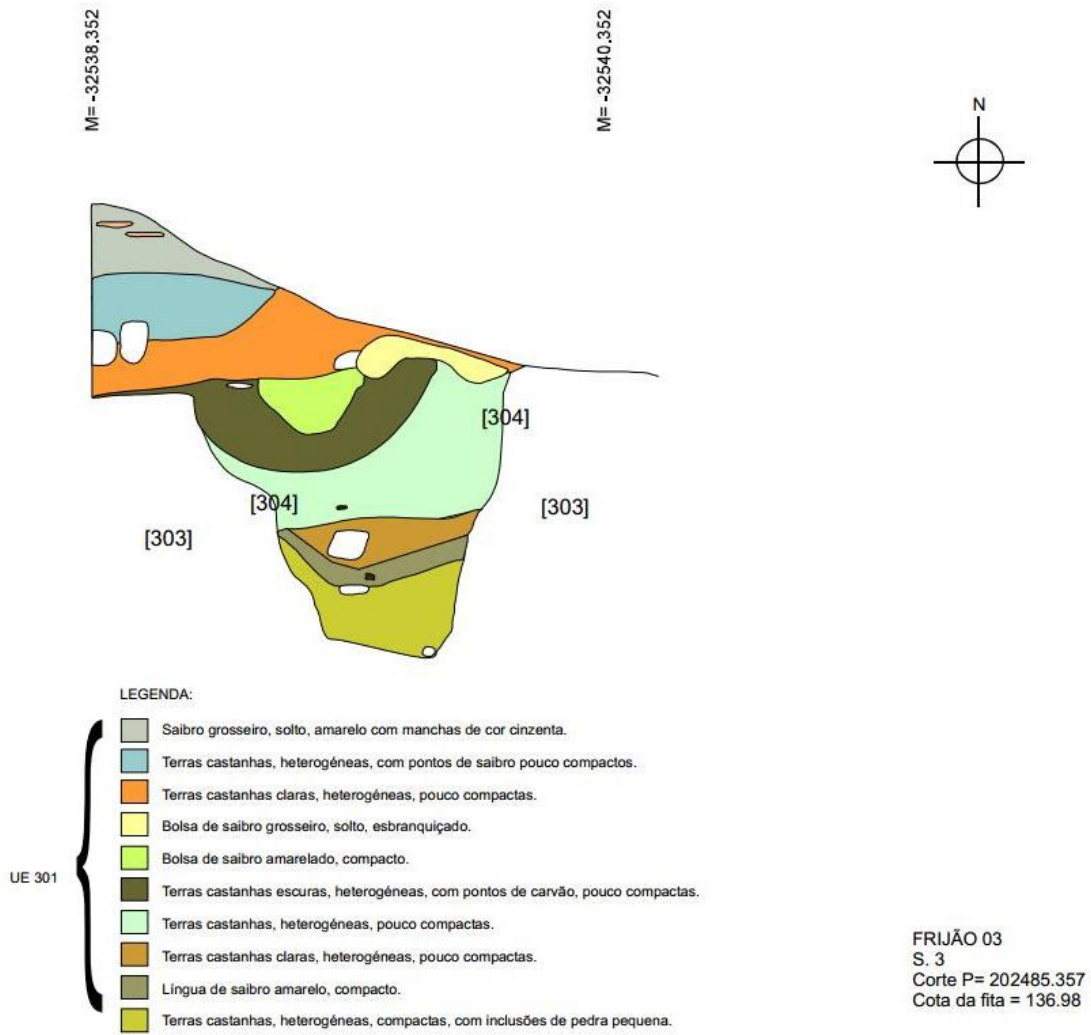 M= -32538.352
M= -32540.352
N
[304]
[304]
[303]
[303]
LEGENDA:
Saibro grosseiro, solto, amarelo com manchas de cor cinzenta.
Terras castanhas, heterogéneas, com pontos de saibro pouco compactos.
Terras castanhas claras, heterogéneas, pouco compactas.
Bolsa de saibro grosseiro, solto, esbranquiçado.
Bolsa de saibro amarelado, compacto.
UE 301
Terras castanhas escuras, heterogéneas, com pontos de carvão, pouco compactas.
Terras castanhas, heterogéneas, pouco compactas.
Terras castanhas claras, heterogéneas, pouco compactas.
Língua de saibro amarelo, compacto.
Terras castanhas, heterogéneas, compactas, com inclusões de pedra pequena.
FRIJÃO 03
S. 3
Corte P= 202485.357
Cota da fita = 136.98